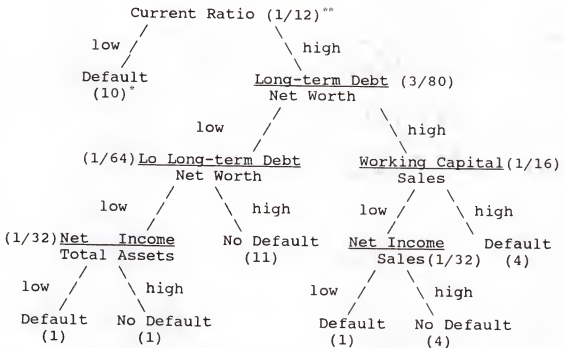 Current Ratio (1/12)**
low high
Default Long-term Debt (3/80)
(10)* Net Worth
low high
(1/64) Lo Long-term Debt Working Capital (1/16)
Net Worth Sales
low high low high
(1/32) Net Income No Default Net Income Default
Total Assets (11) Sales (1/32) (4)
low high low high
Default No Default Default No Default
(1) (1) (1) (4)